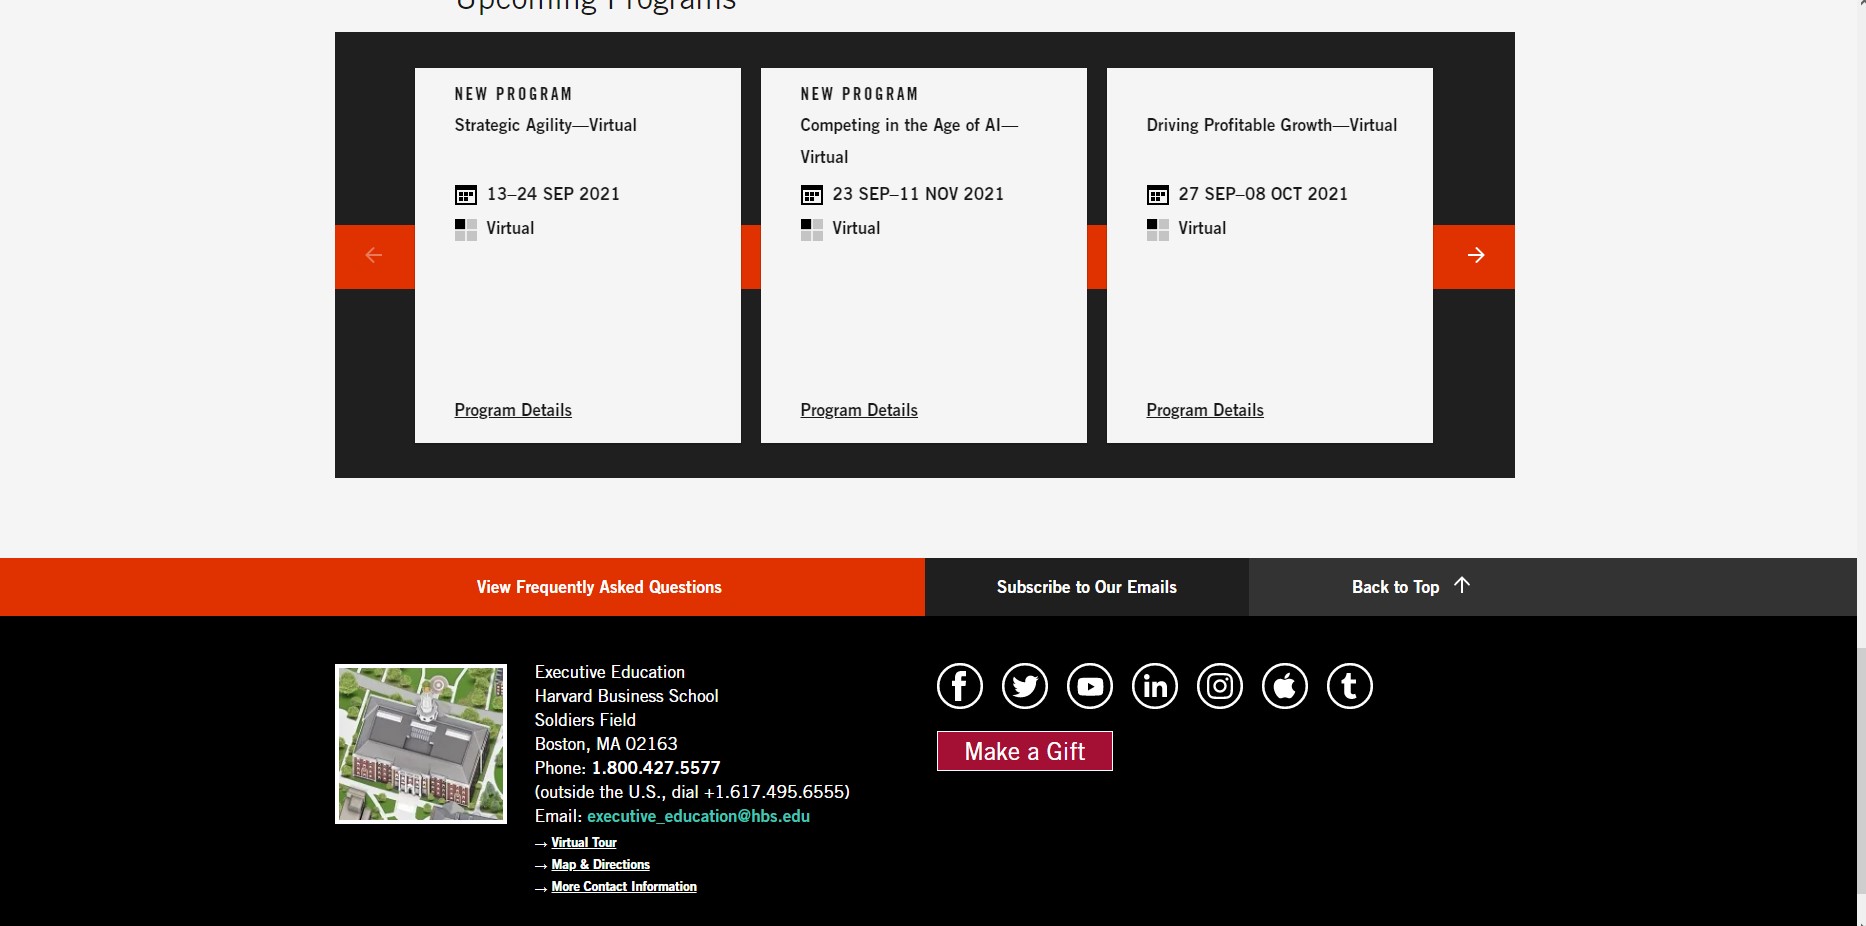 Upcoming Programs
NEW PROGRAM
Strategic Agility—Virtual
13–24 SEP 2021
Virtual
Program Details
NEW PROGRAM
Competing in the Age of AI—
Virtual
23 SEP–11 NOV 2021
Virtual
Program Details
Driving Profitable Growth—Virtual
27 SEP–08 OCT 2021
Virtual
Program Details
View Frequently Asked Questions
Subscribe to Our Emails
Back to Top
Executive Education
Harvard Business School
Soldiers Field
Boston, MA 02163
Phone: 1.800.427.5577
(outside the U.S., dial +1.617.495.6555)
Email: executive_education@hbs.edu
→ Virtual Tour
→ Map & Directions
→ More Contact Information
Make a Gift